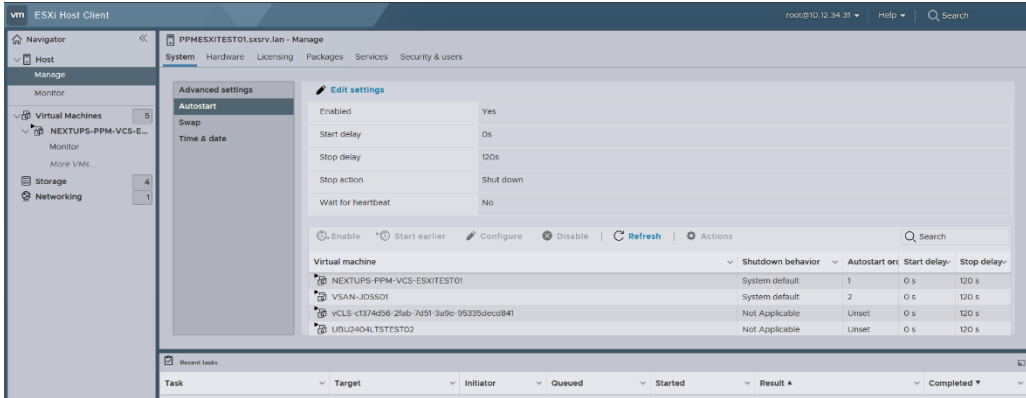 vm ESXi Host Client root@10.12.34.31 Help Search
Navigator
Host
Manage
Monitor
Virtual Machines 5
NEXTUPS-PPM-VCS-E...
Monitor
More VMs...
Storage 4
Networking 1
PPMESXITEST01.sxsrv.lan - Manage
System Hardware Licensing Packages Services Security & users
Advanced settings
Autostart
Swap
Time & date
Edit settings
Enabled Yes
Start delay 0s
Stop delay 120s
Stop action Shut down
Wait for heartbeat No
Enable Start earlier Configure Disable Refresh Actions Search
Virtual machine Shutdown behavior Autostart orc Start delay Stop delay
NEXTUPS-PPM-VCS-ESXITEST01 System default 1 0 s 120 s
VSAN-JDSS01 System default 2 0 s 120 s
vCLS-c1374d56-2fab-7d51-3a9e-95335decd841 Not Applicable Unset 0 s 120 s
UBU2404LTSTEST02 Not Applicable Unset 0 s 120 s
Recent tasks
Task Target Initiator Queued Started Result Completed